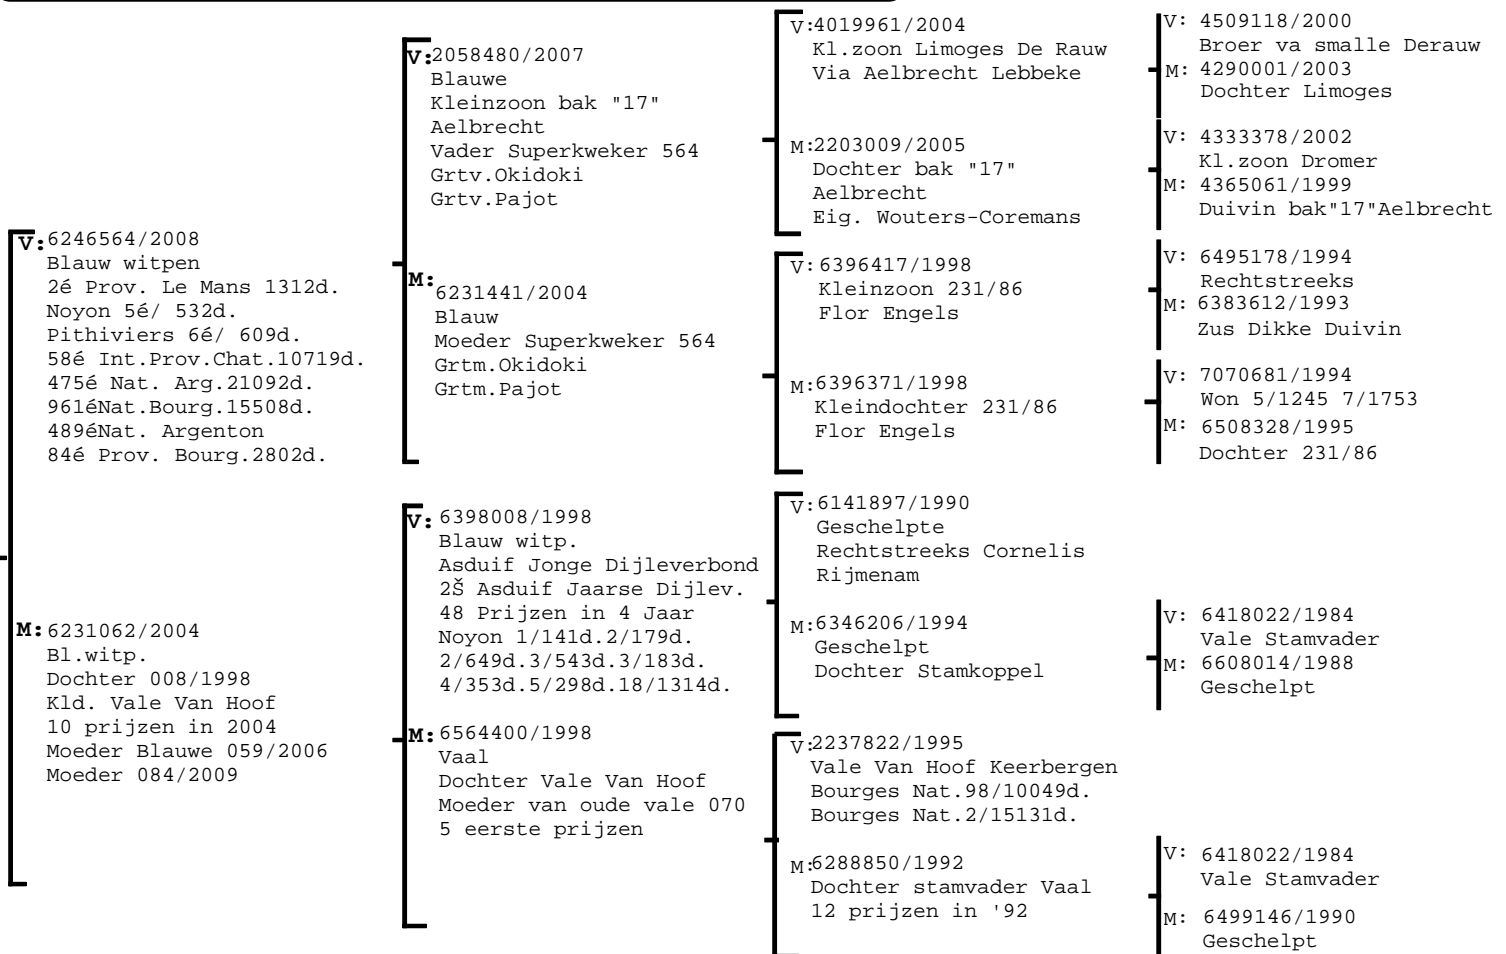 V:6246564/2008
Blauw witpen
2é Prov. Le Mans 1312d.
Noyon 5é/ 532d.
Pithiviers 6é/ 609d.
58é Int.Prov.Chat.10719d.
475é Nat. Arg.21092d.
961éNat.Bourg.15508d.
489éNat. Argenton
84é Prov. Bourg.2802d.
M:6231062/2004
Bl.witp.
Dochter 008/1998
Kld. Vale Van Hoof
10 prijzen in 2004
Moeder Blauwe 059/2006
Moeder 084/2009
V:2058480/2007
Blauwe
Kleinzoon bak "17"
Aelbrecht
Vader Superkweker 564
Grtv.Okidoki
Grtv.Pajot
M:
6231441/2004
Blauw
Moeder Superkweker 564
Grtm.Okidoki
Grtm.Pajot
V:6398008/1998
Blauw witp.
Asduif Jonge Dijleverbond
2Š Asduif Jaarse Dijlev.
48 Prijzen in 4 Jaar
Noyon 1/141d.2/179d.
2/649d.3/543d.3/183d.
4/353d.5/298d.18/1314d.
M:6564400/1998
Vaal
Dochter Vale Van Hoof
Moeder van oude vale 070
5 eerste prijzen
V:4019961/2004
Kl.zoon Limoges De Rauw
Via Aelbrecht Lebbeke
M:2203009/2005
Dochter bak "17"
Aelbrecht
Eig. Wouters-Coremans
V:6396417/1998
Kleinzoon 231/86
Flor Engels
M:6396371/1998
Kleindochter 231/86
Flor Engels
V:6141897/1990
Geschelpte
Rechtstreeks Cornelis
Rijmenam
M:6346206/1994
Geschelpt
Dochter Stamkoppel
V:2237822/1995
Vale Van Hoof Keerbergen
Bourges Nat.98/10049d.
Bourges Nat.2/15131d.
M:6288850/1992
Dochter stamvader Vaal
12 prijzen in '92
V: 4509118/2000
Broer va smalle Derauw
M: 4290001/2003
Dochter Limoges
V: 4333378/2002
Kl.zoon Dromer
M: 4365061/1999
Duivin bak"17"Aelbrecht
V: 6495178/1994
Rechtstreeks
M: 6383612/1993
Zus Dikke Duivin
V: 7070681/1994
Won 5/1245 7/1753
M: 6508328/1995
Dochter 231/86
V: 6418022/1984
Vale Stamvader
M: 6608014/1988
Geschelpt
V: 6418022/1984
Vale Stamvader
M: 6499146/1990
Geschelpt